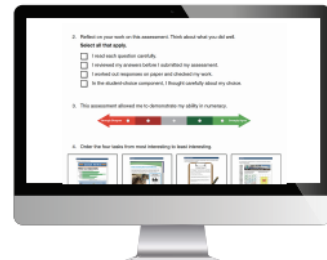 2. Reflect on your work on this assessment. Think about what you did well.
Select all that apply.
I read each question carefully.
I reviewed my answers before I submitted my assessment.
I worked out responses on paper and checked my work.
In the student-choice component, I thought carefully about my choice.
3. This assessment allowed me to demonstrate my ability in numeracy.
4. Order the four tasks from most interesting to least interesting